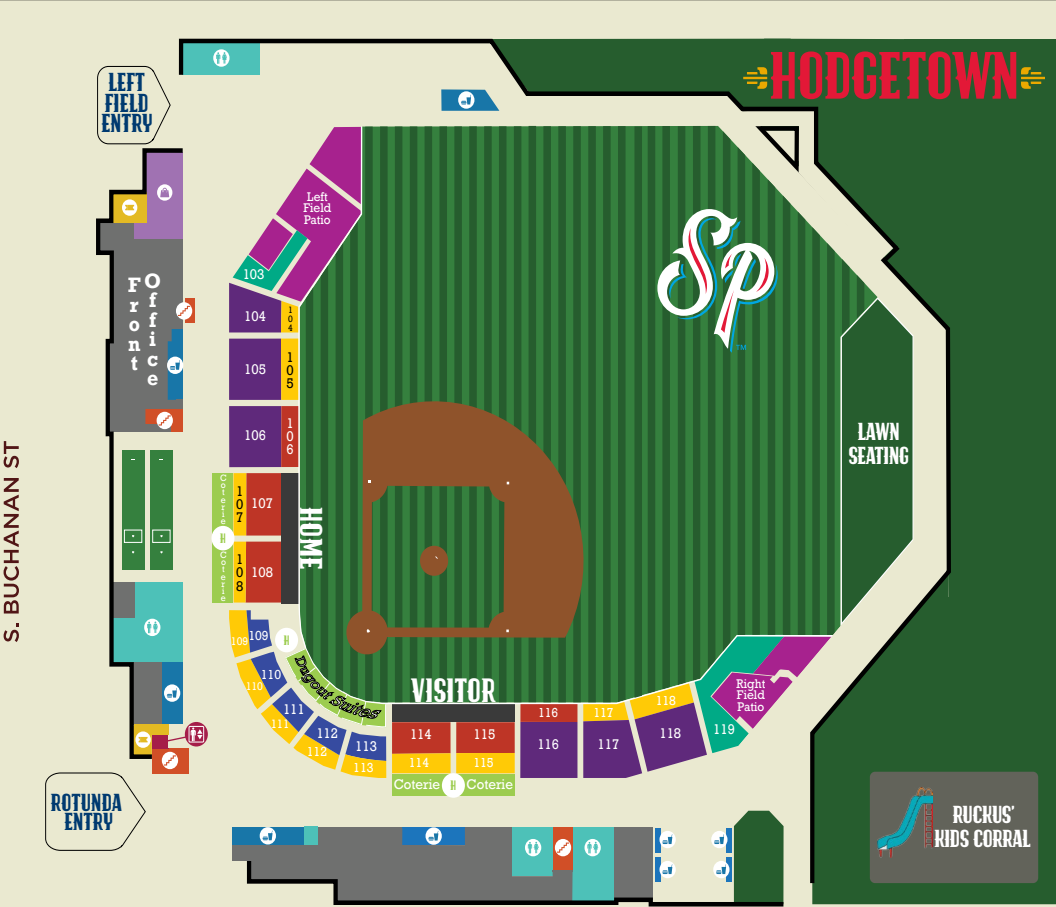 HODGETOWN
LEFT
FIELD
ENTRY
Left
Field
Patio
103
104
104
105
105
106
106
Front
Office
SP
TM
LAWN
SEATING
S. BUCHANAN ST
HOME
Coterie
107
107
H
Coterie
108
108
109
109
H
110
110
Dugout Suites
111
111
112
112
113
113
VISITOR
114
115
114
115
Coterie
H
Coterie
116
116
117
117
118
118
119
Right
Field
Patio
ROTUNDA
ENTRY
RUCKUS'
KIDS CORRAL